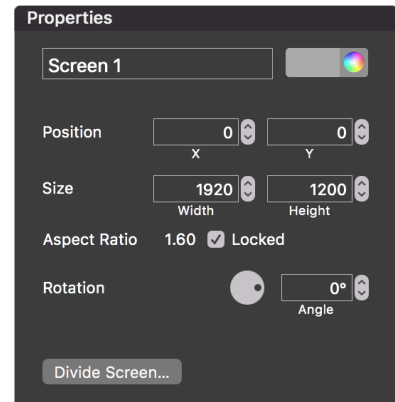 Properties
Screen 1
Position 0 0
X Y
Size 1920 1200
Width Height
Aspect Ratio 1.60 Locked
Rotation 0°
Angle
Divide Screen...